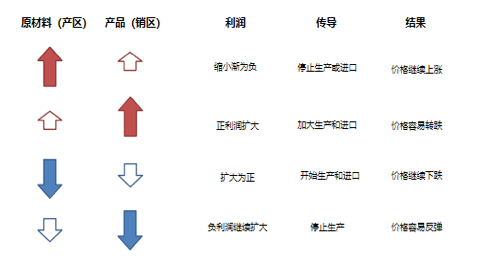 原材料（产区） 产品（销区） 利润 传导 结果
缩小渐为负 停止生产或进口 价格继续上涨
正利润扩大 加大生产和进口 价格容易转跌
扩大为正 开始生产和进口 价格继续下跌
负利润继续扩大 停止生产 价格容易反弹